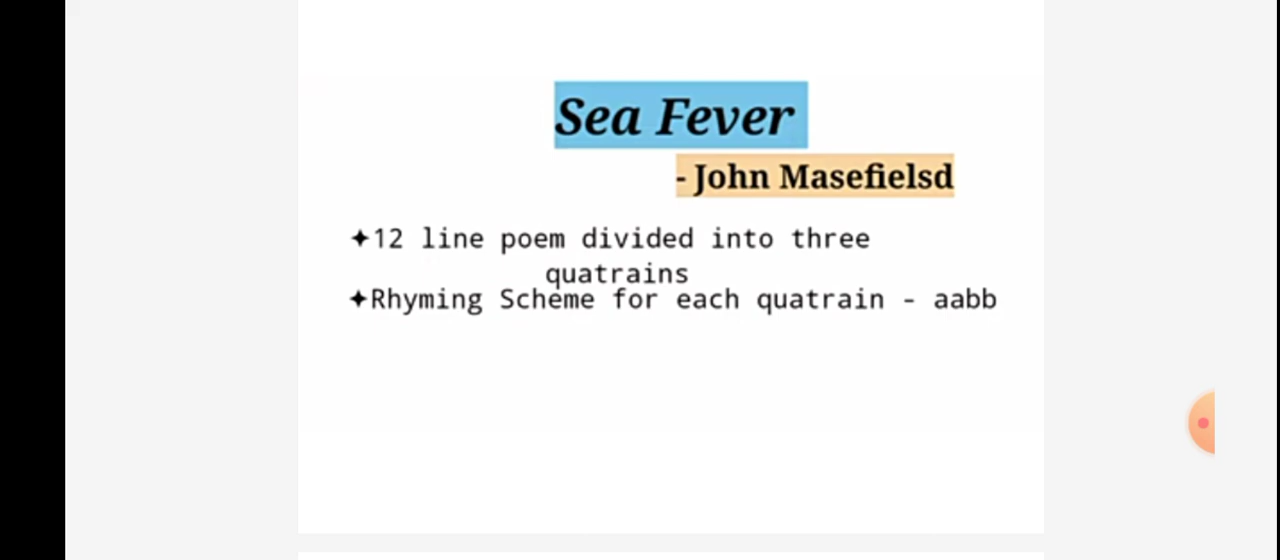 Sea Fever
- John Masefielsd
✦12 line poem divided into three
quatrains
✦Rhyming Scheme for each quatrain - aabb